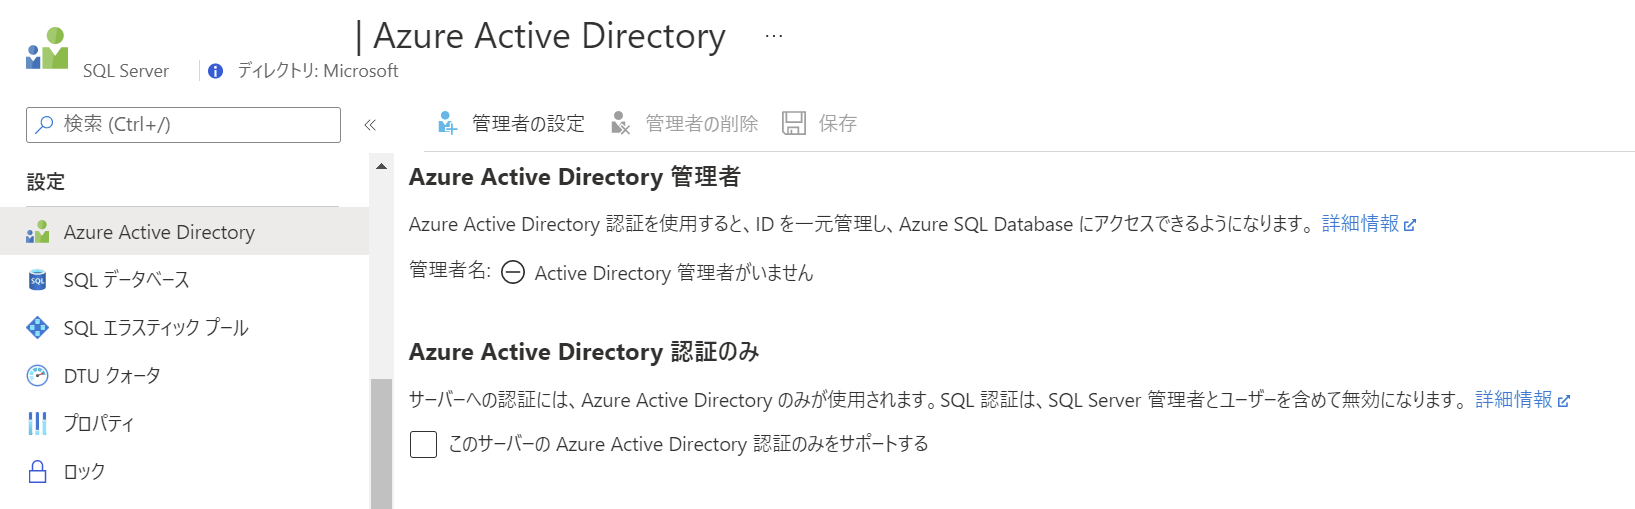 | Azure Active Directory ...
SQL Server
ディレクトリ: Microsoft
検索 (Ctrl+/)
«
管理者の設定
管理者の削除
保存
設定
Azure Active Directory
SQL データベース
SQL エラスティック プール
DTU クォータ
プロパティ
ロック
Azure Active Directory 管理者
Azure Active Directory 認証を使用すると、ID を一元管理し、Azure SQL Database にアクセスできるようになります。 詳細情報
管理者名: Active Directory 管理者がいません
Azure Active Directory 認証のみ
サーバーへの認証には、Azure Active Directory のみが使用されます。SQL 認証は、SQL Server 管理者とユーザーを含めて無効になります。 詳細情報
このサーバーの Azure Active Directory 認証のみをサポートする